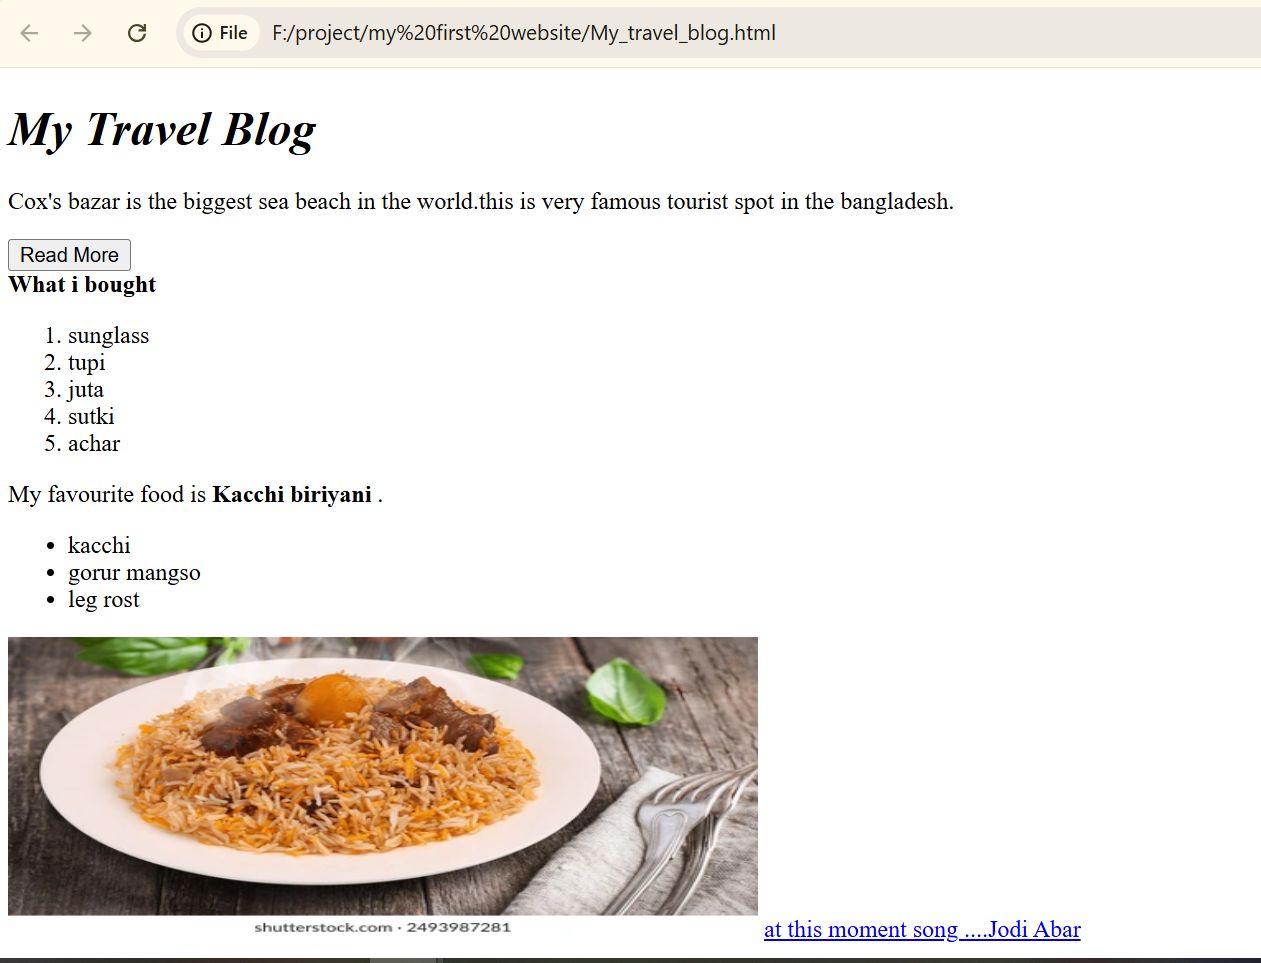 File F:/project/my%20first%20website/My_travel_blog.html
My Travel Blog
Cox's bazar is the biggest sea beach in the world.this is very famous tourist spot in the bangladesh.
Read More
What i bought
1. sunglass
2. tupi
3. juta
4. sutki
5. achar
My favourite food is Kacchi biriyani .
• kacchi
• gorur mangso
• leg rost
shutterstock.com · 2493987281
at this moment song ....Jodi Abar